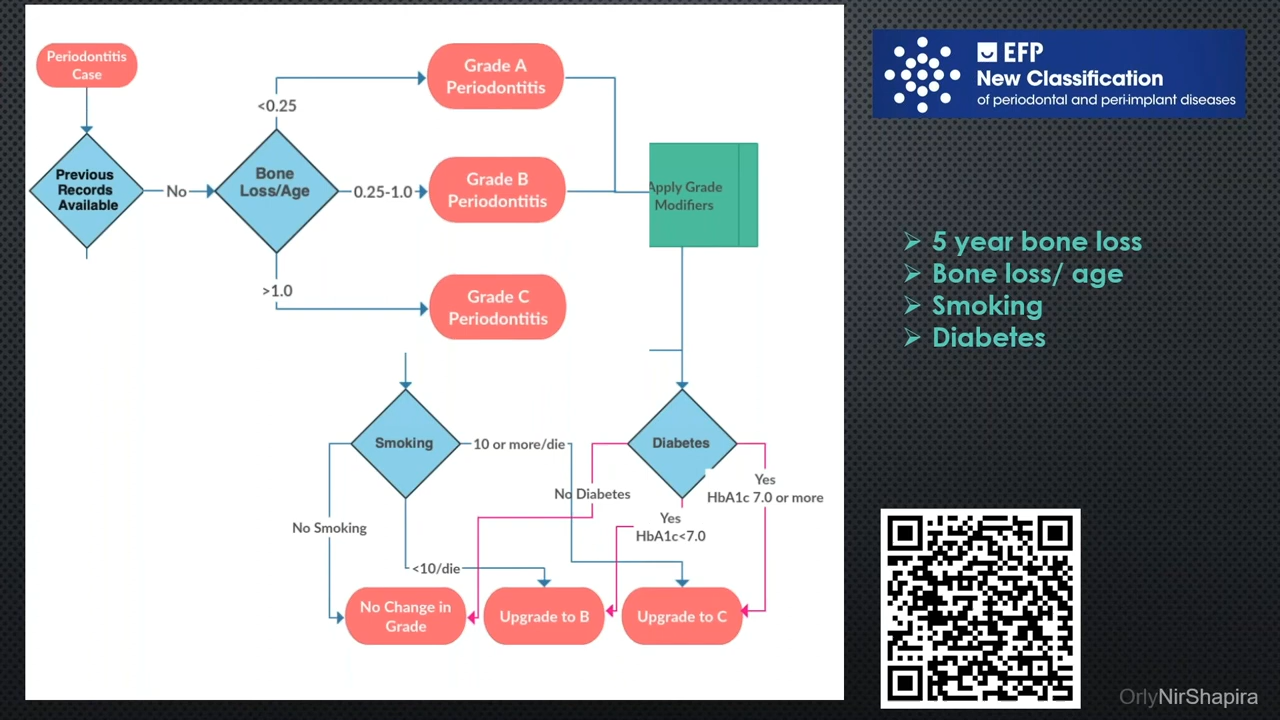 Periodontitis
Case
Previous
Records
Available
No
Bone
Loss/Age
<0.25
0.25-1.0
>1.0
Grade A
Periodontitis
Grade B
Periodontitis
Grade C
Periodontitis
Apply Grade
Modifiers
Smoking
10 or more/die
No Smoking
<10/die
Diabetes
No Diabetes
Yes
HbA1c<7.0
Yes
HbA1c 7.0 or more
No Change in
Grade
Upgrade to B
Upgrade to C
EFP
New Classification
of periodontal and peri-implant diseases
5 year bone loss
Bone loss/ age
Smoking
Diabetes
OrlyNirShapira